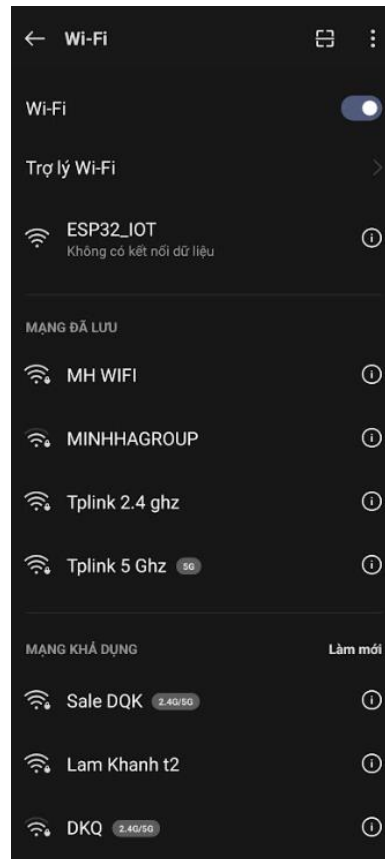 Wi-Fi
Wi-Fi
Trợ lý Wi-Fi
ESP32_IOT
Không có kết nối dữ liệu
MẠNG ĐÃ LƯU
MH WIFI
MINHHAGROUP
Tplink 2.4 ghz
Tplink 5 Ghz 5G
MẠNG KHẢ DỤNG Làm mới
Sale DQK 2.4G/5G
Lam Khanh t2
DKQ 2.4G/5G